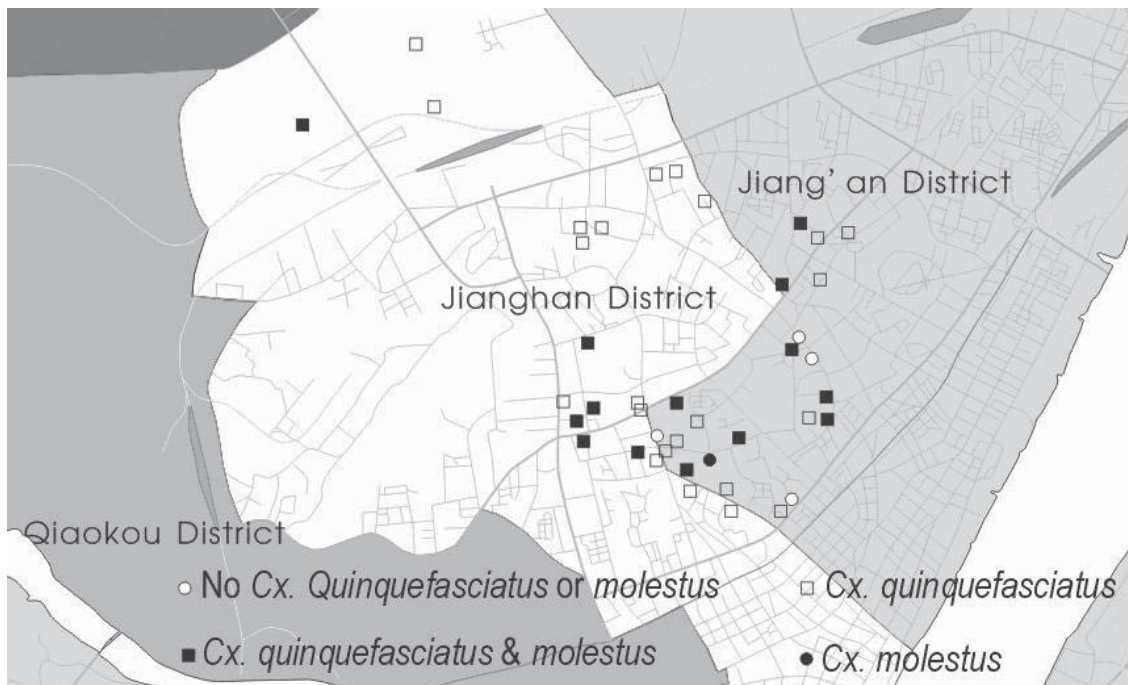 Jiang' an District
Jianghan District
Qiaokou District
No Cx. Quinquefasciatus or molestus
Cx. quinquefasciatus
Cx. quinquefasciatus & molestus
Cx. molestus